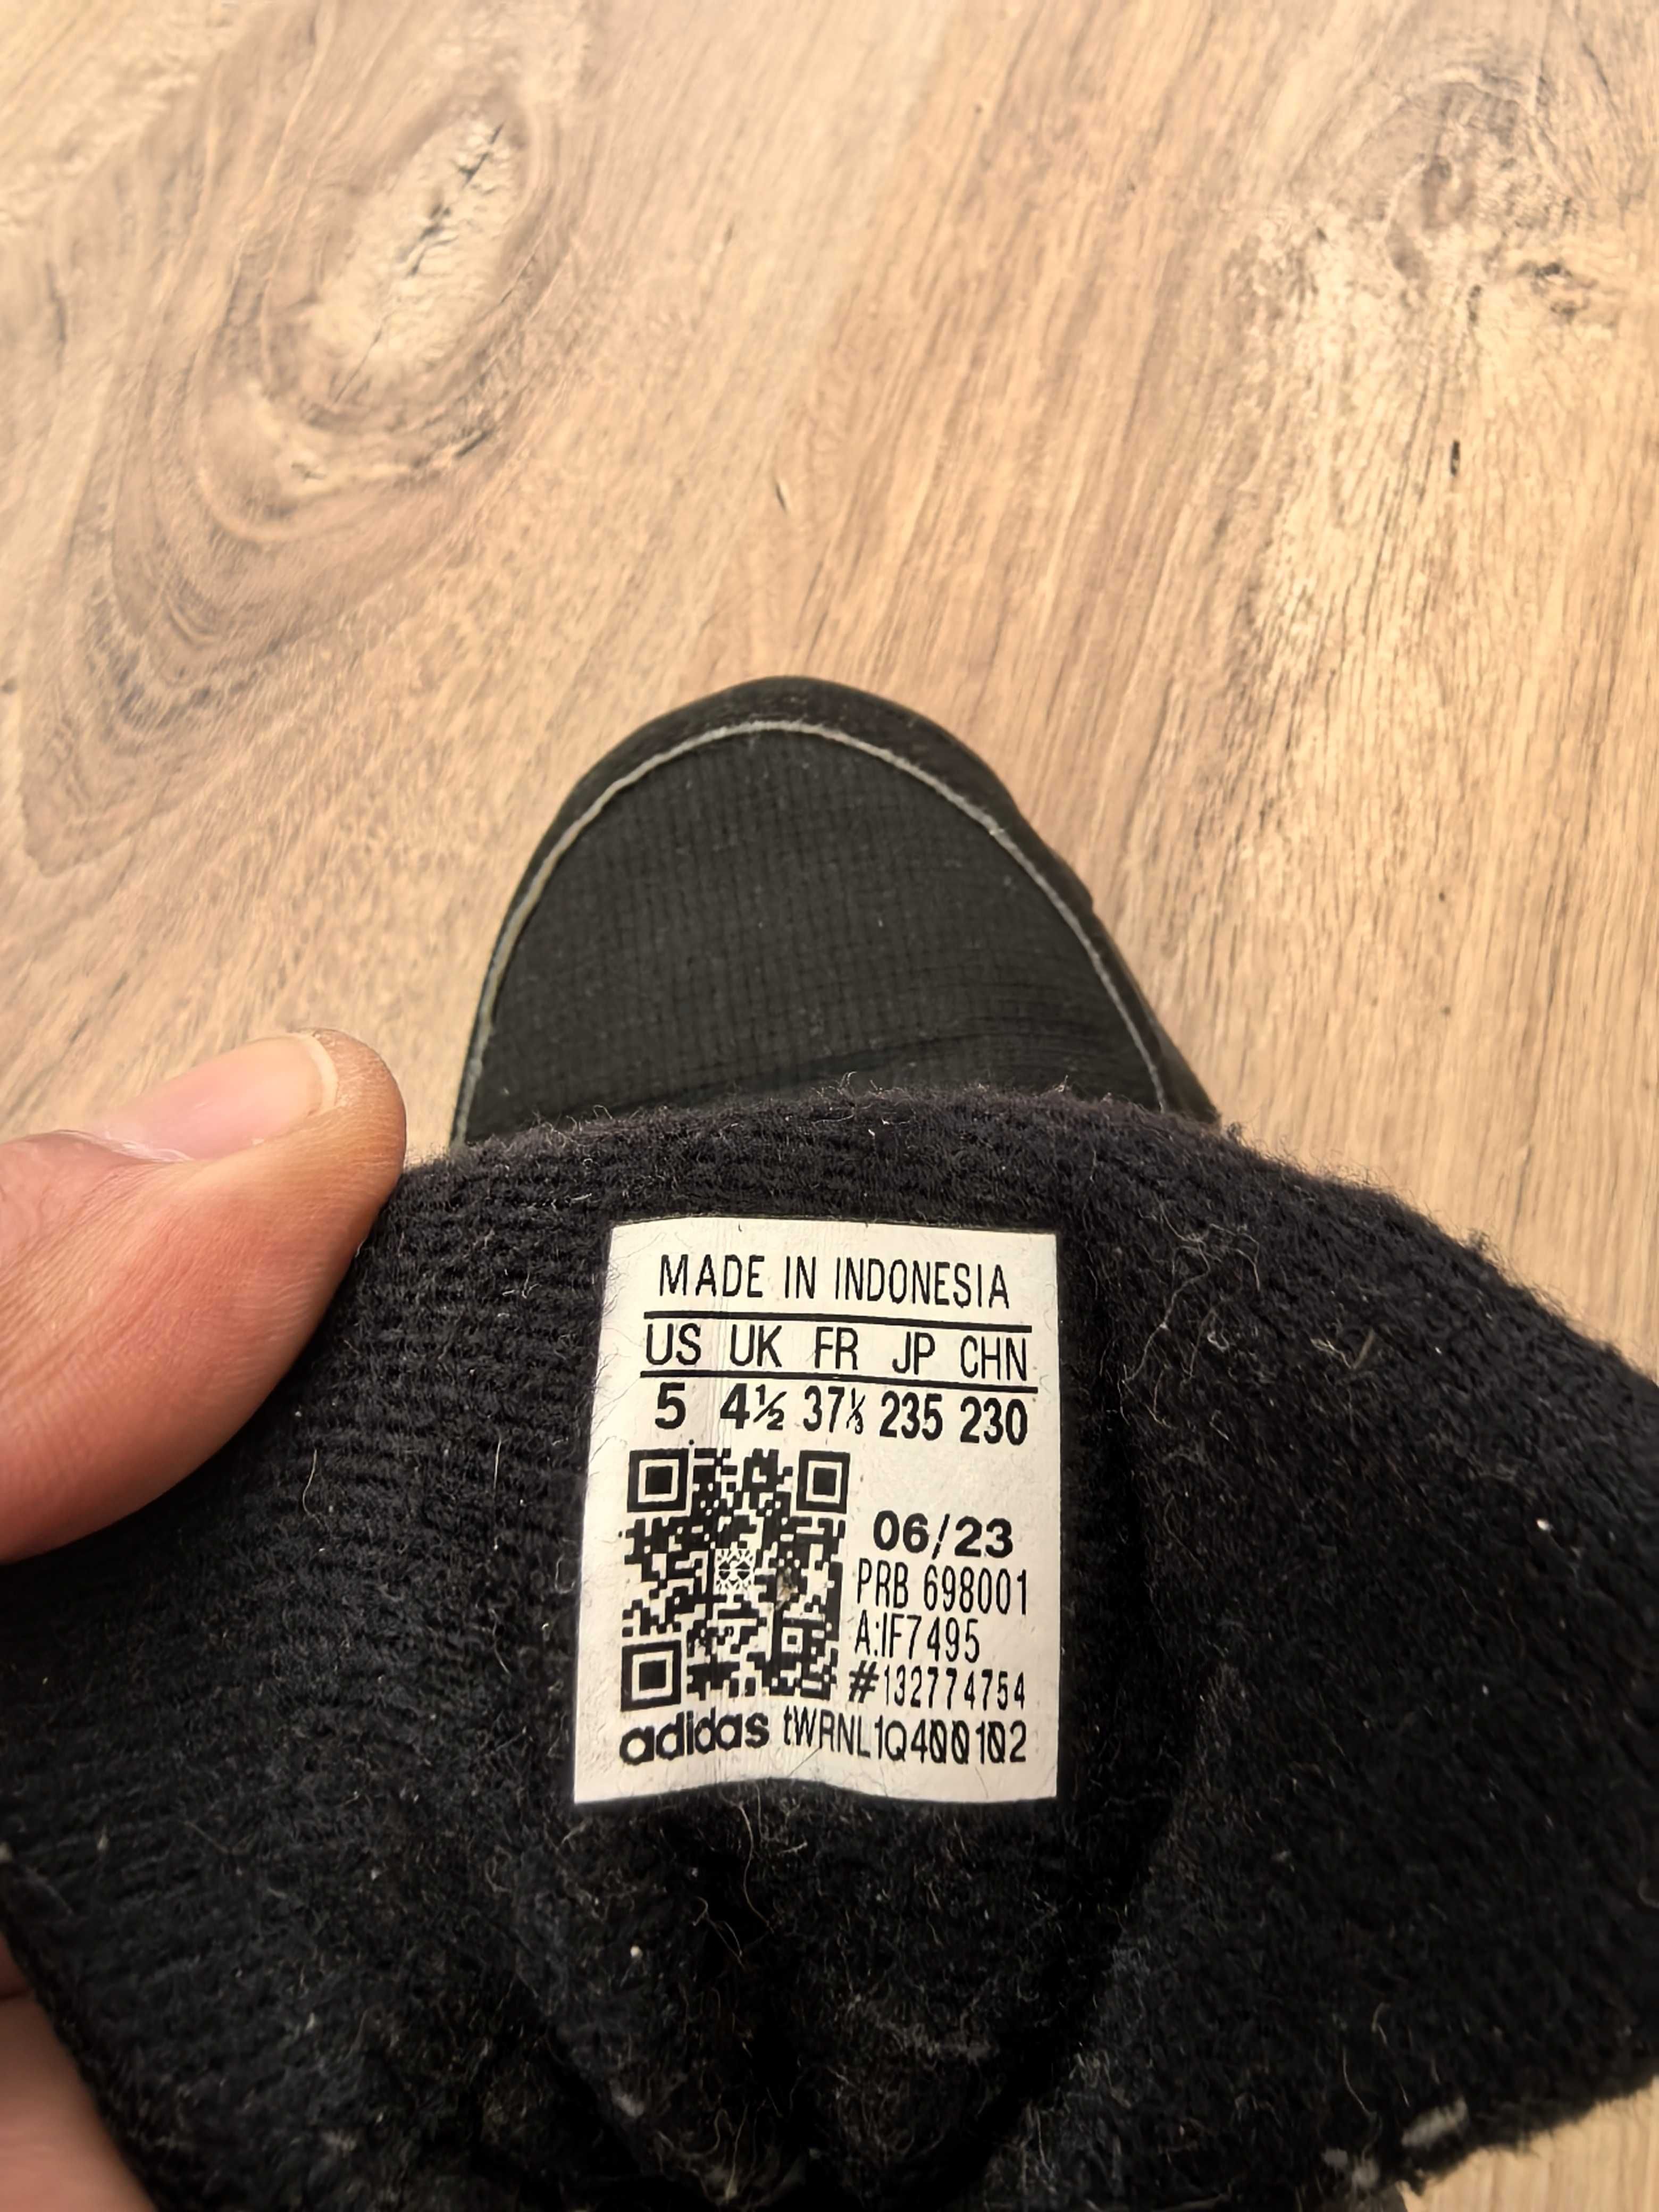 MADE IN INDONESIA
US UK FR JP CHN
5 4½ 37⅓ 235 230
06/23
PRB 698001
A:IF7495
#132774754
adidas tWRNL1Q400102